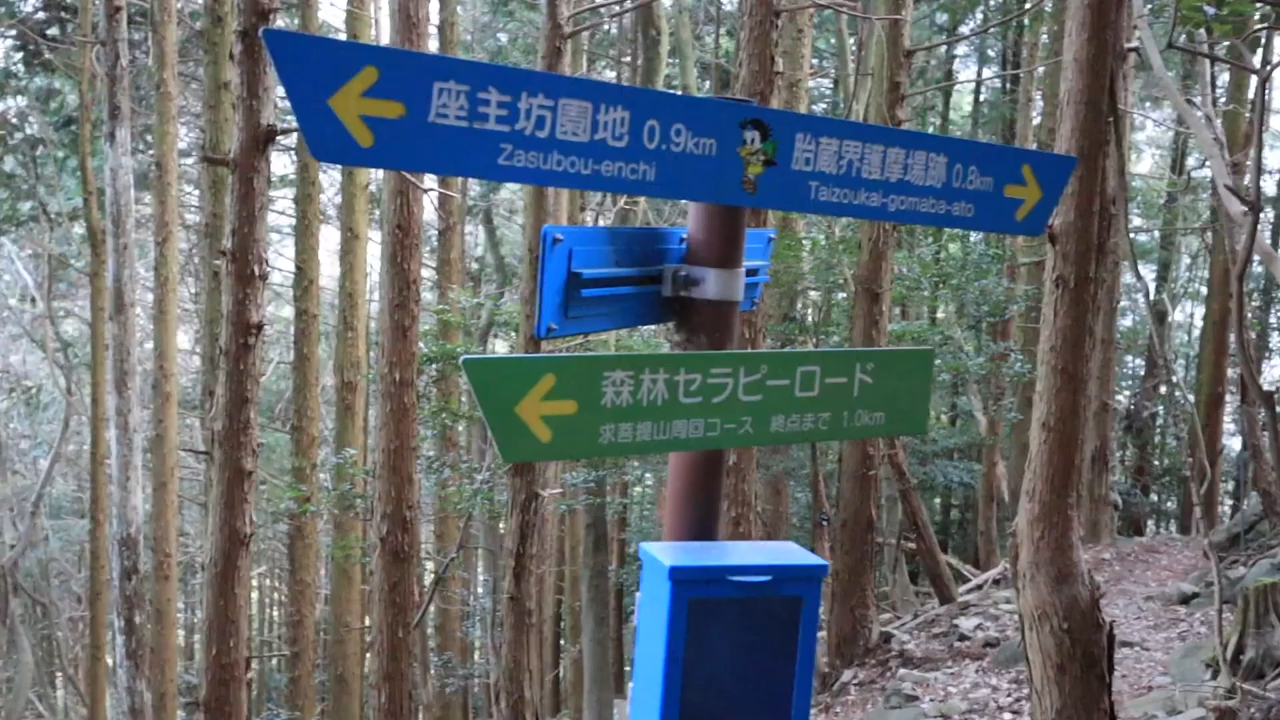 座主坊園地 0.9km
Zasubou-enchi
胎蔵界護摩場跡 0.8km
Taizoukai-gomaba-ato
森林セラピーロード
求菩提山周回コース 終点まで 1.0km